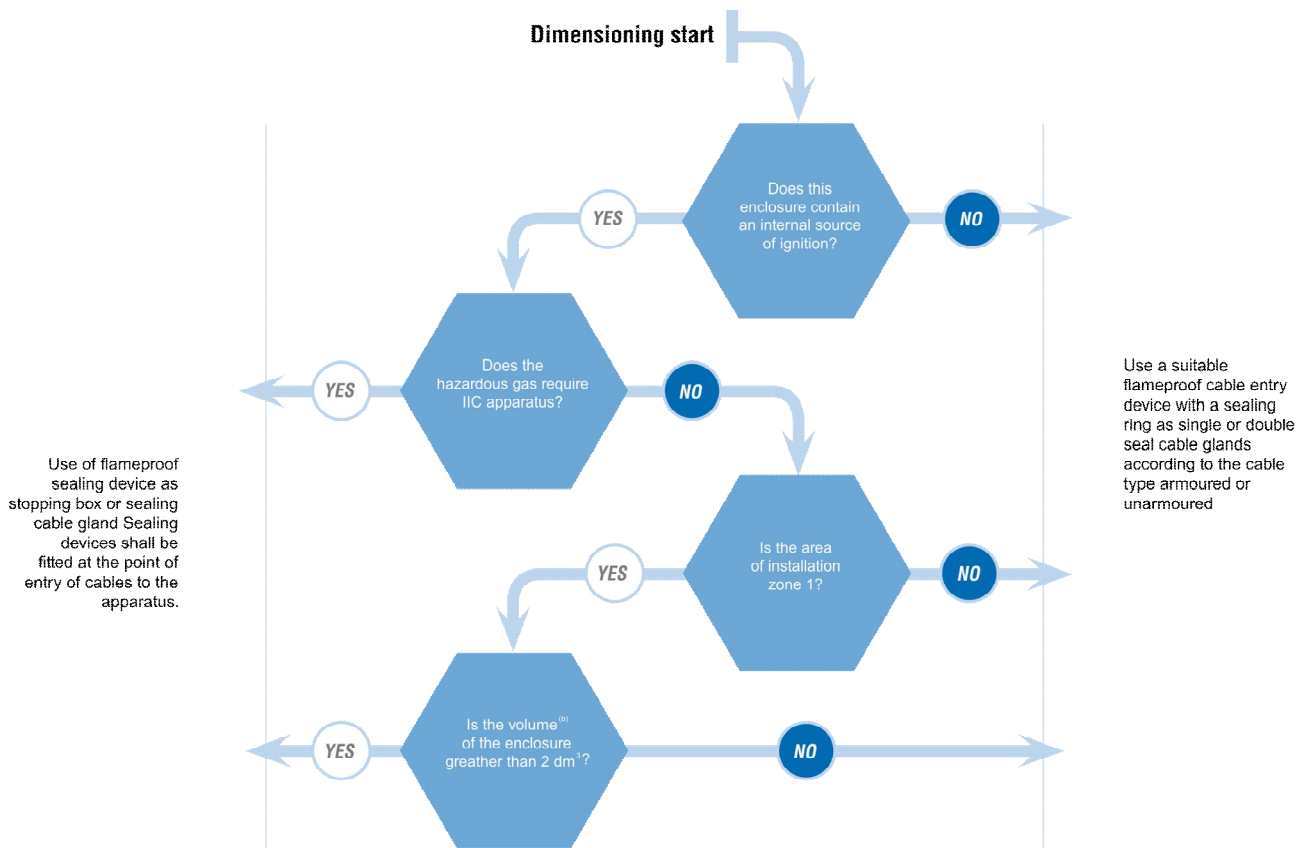 Dimensioning start
Does this
enclosure contain
an internal source
of ignition?
YES
NO
Does the
hazardous gas require
IIC apparatus?
YES
NO
Use a suitable
flameproof cable entry
device with a sealing
ring as single or double
seal cable glands
according to the cable
type armoured or
unarmoured
Use of flameproof
sealing device as
stopping box or sealing
cable gland Sealing
devices shall be
fitted at the point of
entry of cables to the
apparatus.
Is the area
of installation
zone 1?
YES
NO
Is the volume(b)
of the enclosure
greather than 2 dm³?
YES
NO